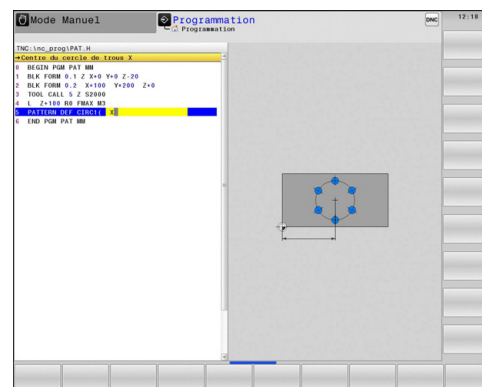 Mode Manuel
Programmation
Programmation
DNC
12:18
TNC:\nc_prog\PAT.H
→Centre du cercle de trous X
0 BEGIN PGM PAT MM
1 BLK FORM 0.1 Z X+0 Y+0 Z-20
2 BLK FORM 0.2 X+100 Y+200 Z+0
3 TOOL CALL 5 Z S2000
4 L Z+100 R0 FMAX M3
5 PATTERN DEF CIRC1( X
6 END PGM PAT MM